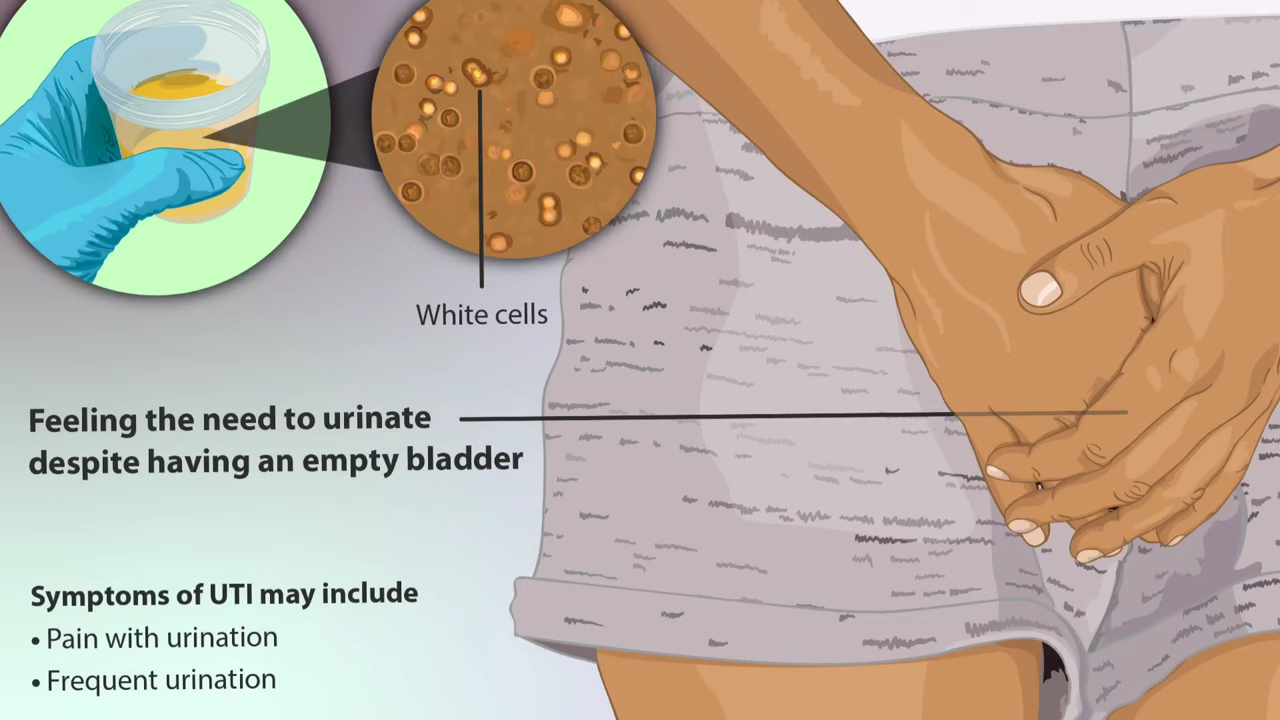 White cells
Feeling the need to urinate
despite having an empty bladder
Symptoms of UTI may include
• Pain with urination
• Frequent urination